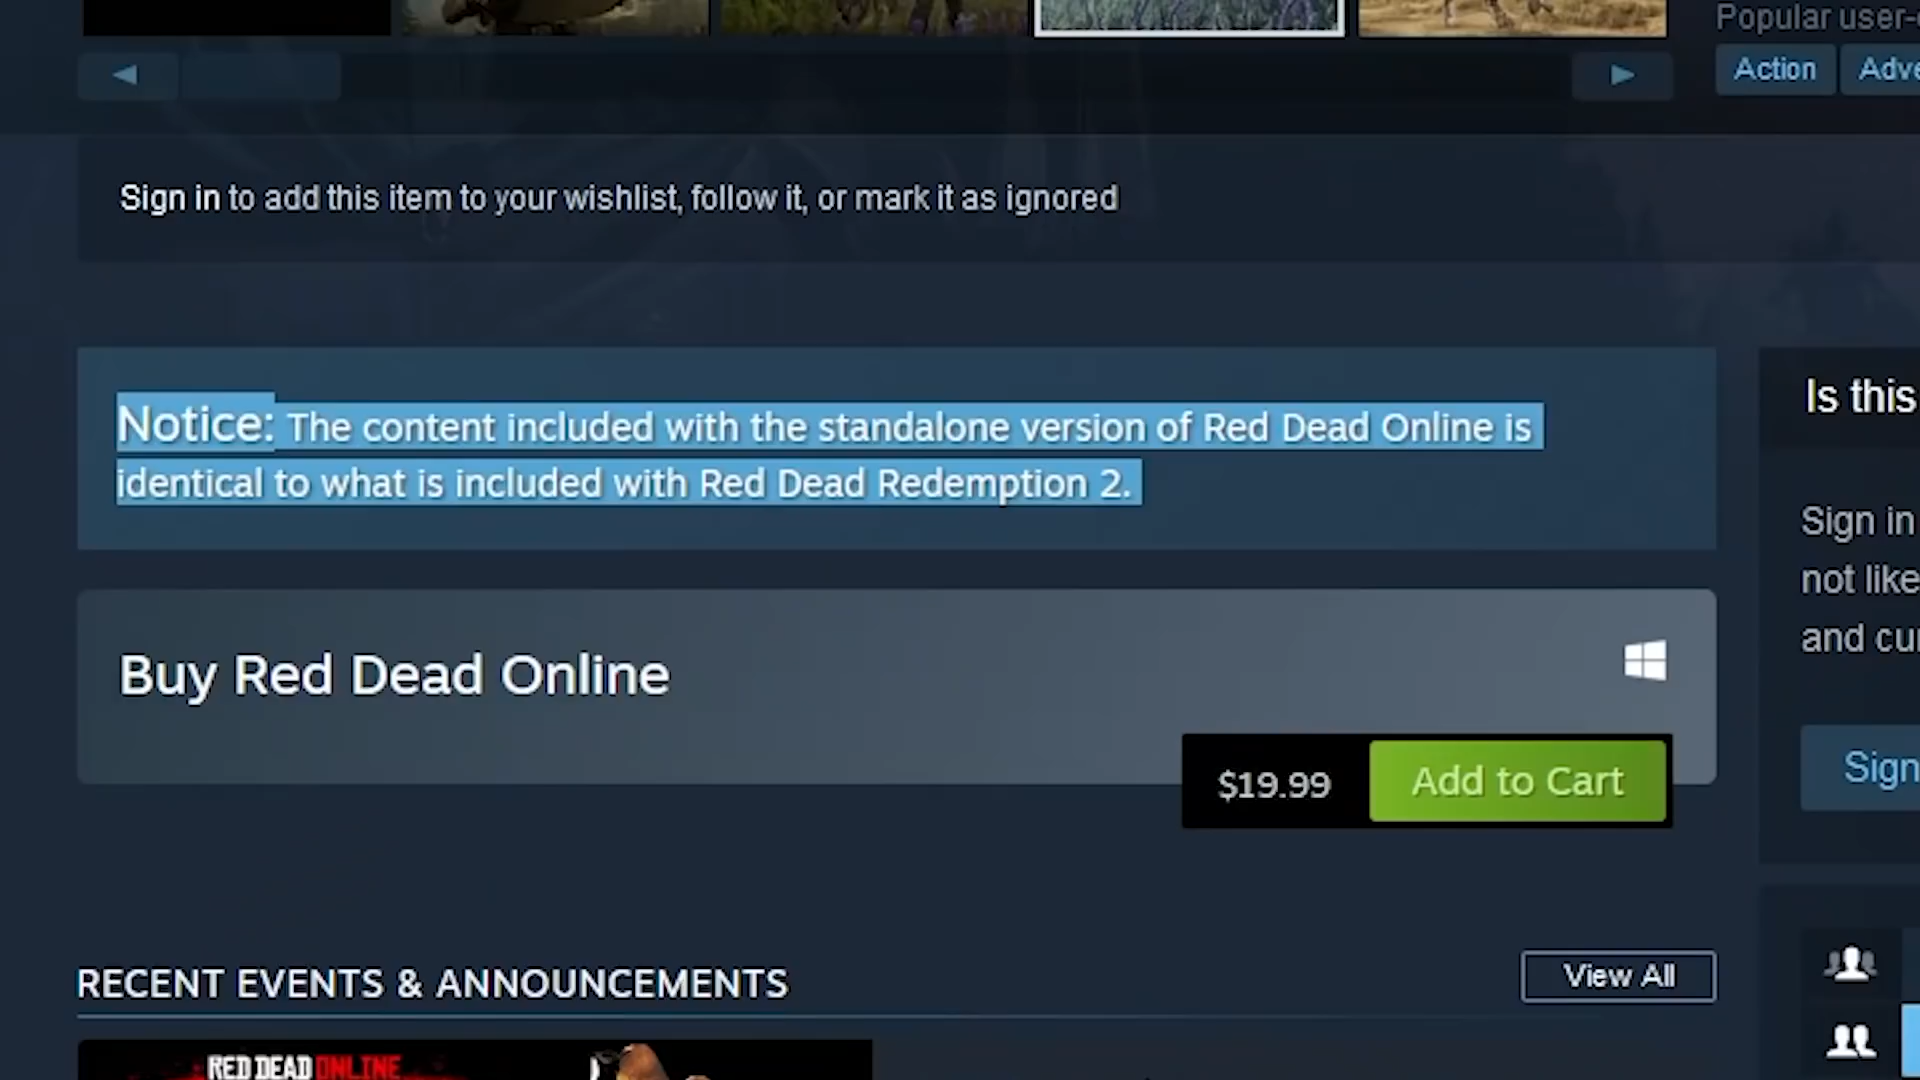 Popular user-
Action
Adve
Sign in to add this item to your wishlist, follow it, or mark it as ignored
Notice: The content included with the standalone version of Red Dead Online is
identical to what is included with Red Dead Redemption 2.
Is this
Sign in
not like
and cu
Sign
Buy Red Dead Online
$19.99
Add to Cart
RECENT EVENTS & ANNOUNCEMENTS
View All
RED DEAD ONLINE